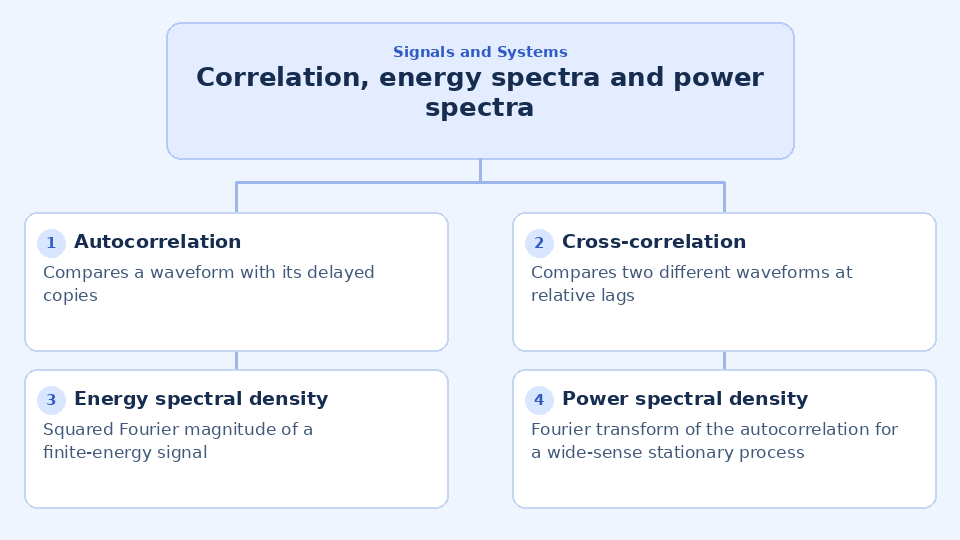 Signals and Systems
Correlation, energy spectra and power
spectra
1 Autocorrelation
Compares a waveform with its delayed
copies
2 Cross-correlation
Compares two different waveforms at
relative lags
3 Energy spectral density
Squared Fourier magnitude of a
finite-energy signal
4 Power spectral density
Fourier transform of the autocorrelation for
a wide-sense stationary process